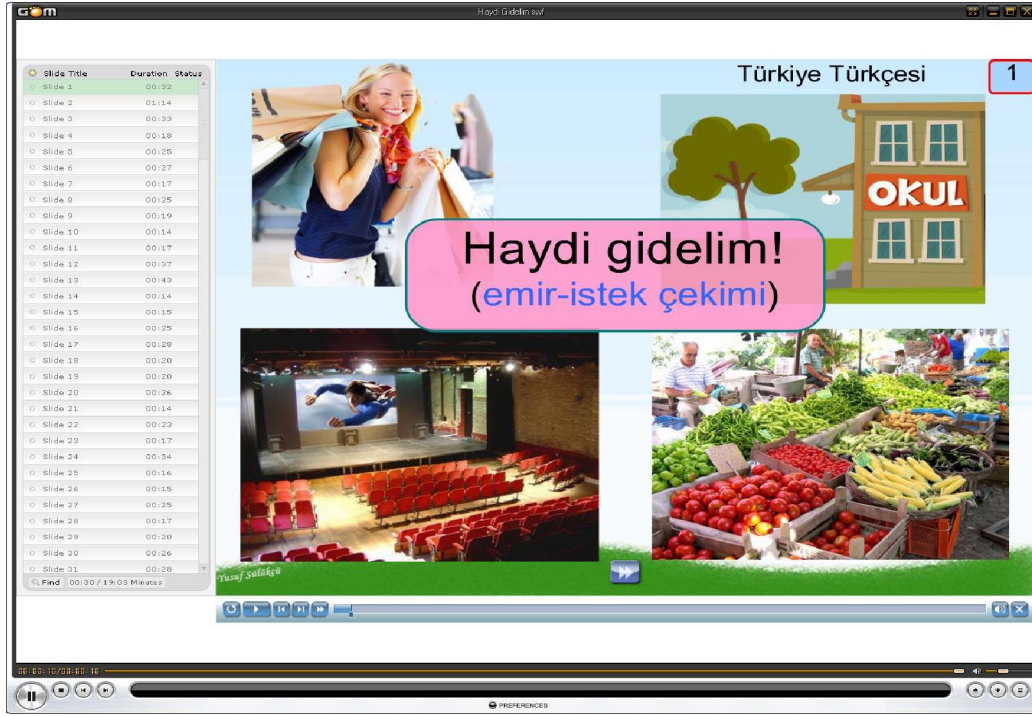 GOM
Haydi Gidelim.swf
Slide Title Duration Status
Slide 1 00:32
Slide 2 01:14
Slide 3 00:33
Slide 4 00:18
Slide 5 00:25
Slide 6 00:27
Slide 7 00:17
Slide 8 00:25
Slide 9 00:19
Slide 10 00:14
Slide 11 00:17
Slide 12 00:37
Slide 13 00:43
Slide 14 00:14
Slide 15 00:15
Slide 16 00:25
Slide 17 00:28
Slide 18 00:20
Slide 19 00:20
Slide 20 00:26
Slide 21 00:14
Slide 22 00:23
Slide 23 00:17
Slide 24 00:34
Slide 25 00:16
Slide 26 00:15
Slide 27 00:25
Slide 28 00:17
Slide 29 00:20
Slide 30 00:26
Slide 31 00:28
Find 00:30 / 19:03 Minutes
Türkiye Türkçesi
1
OKUL
Haydi gidelim!
(emir-istek çekimi)
PREFERENCES